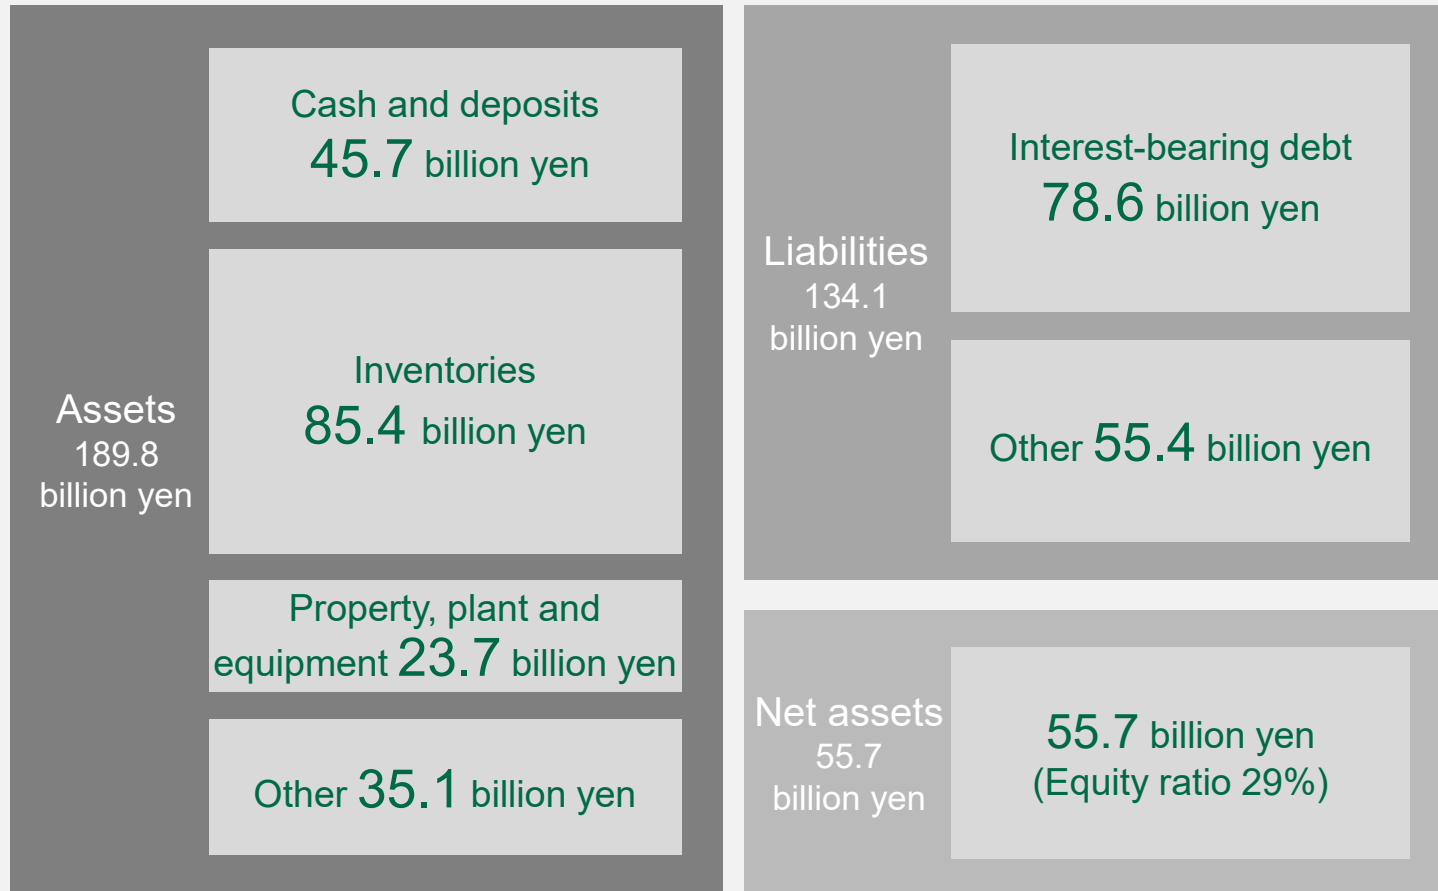 Assets
189.8
billion yen
Cash and deposits
45.7 billion yen
Inventories
85.4 billion yen
Property, plant and
equipment 23.7 billion yen
Other 35.1 billion yen
Liabilities
134.1
billion yen
Interest-bearing debt
78.6 billion yen
Other 55.4 billion yen
Net assets
55.7
billion yen
55.7 billion yen
(Equity ratio 29%)